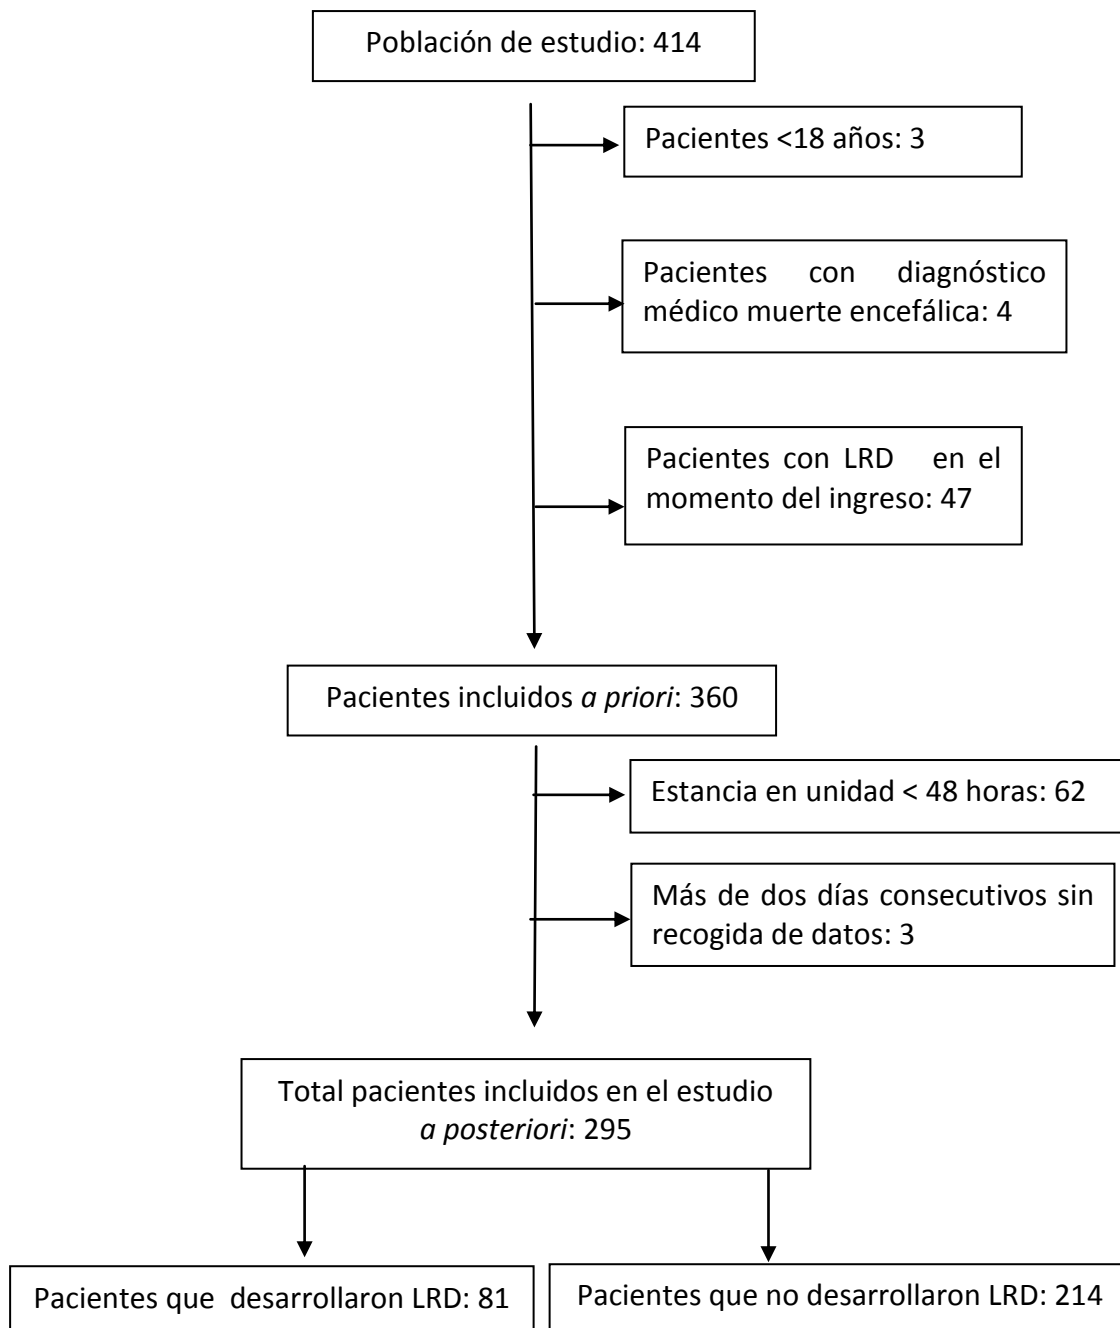 Población de estudio: 414
Pacientes <18 años: 3
Pacientes con diagnóstico
médico muerte encefálica: 4
Pacientes con LRD en el
momento del ingreso: 47
Pacientes incluidos a priori: 360
Estancia en unidad < 48 horas: 62
Más de dos días consecutivos sin
recogida de datos: 3
Total pacientes incluidos en el estudio
a posteriori: 295
Pacientes que desarrollaron LRD: 81
Pacientes que no desarrollaron LRD: 214